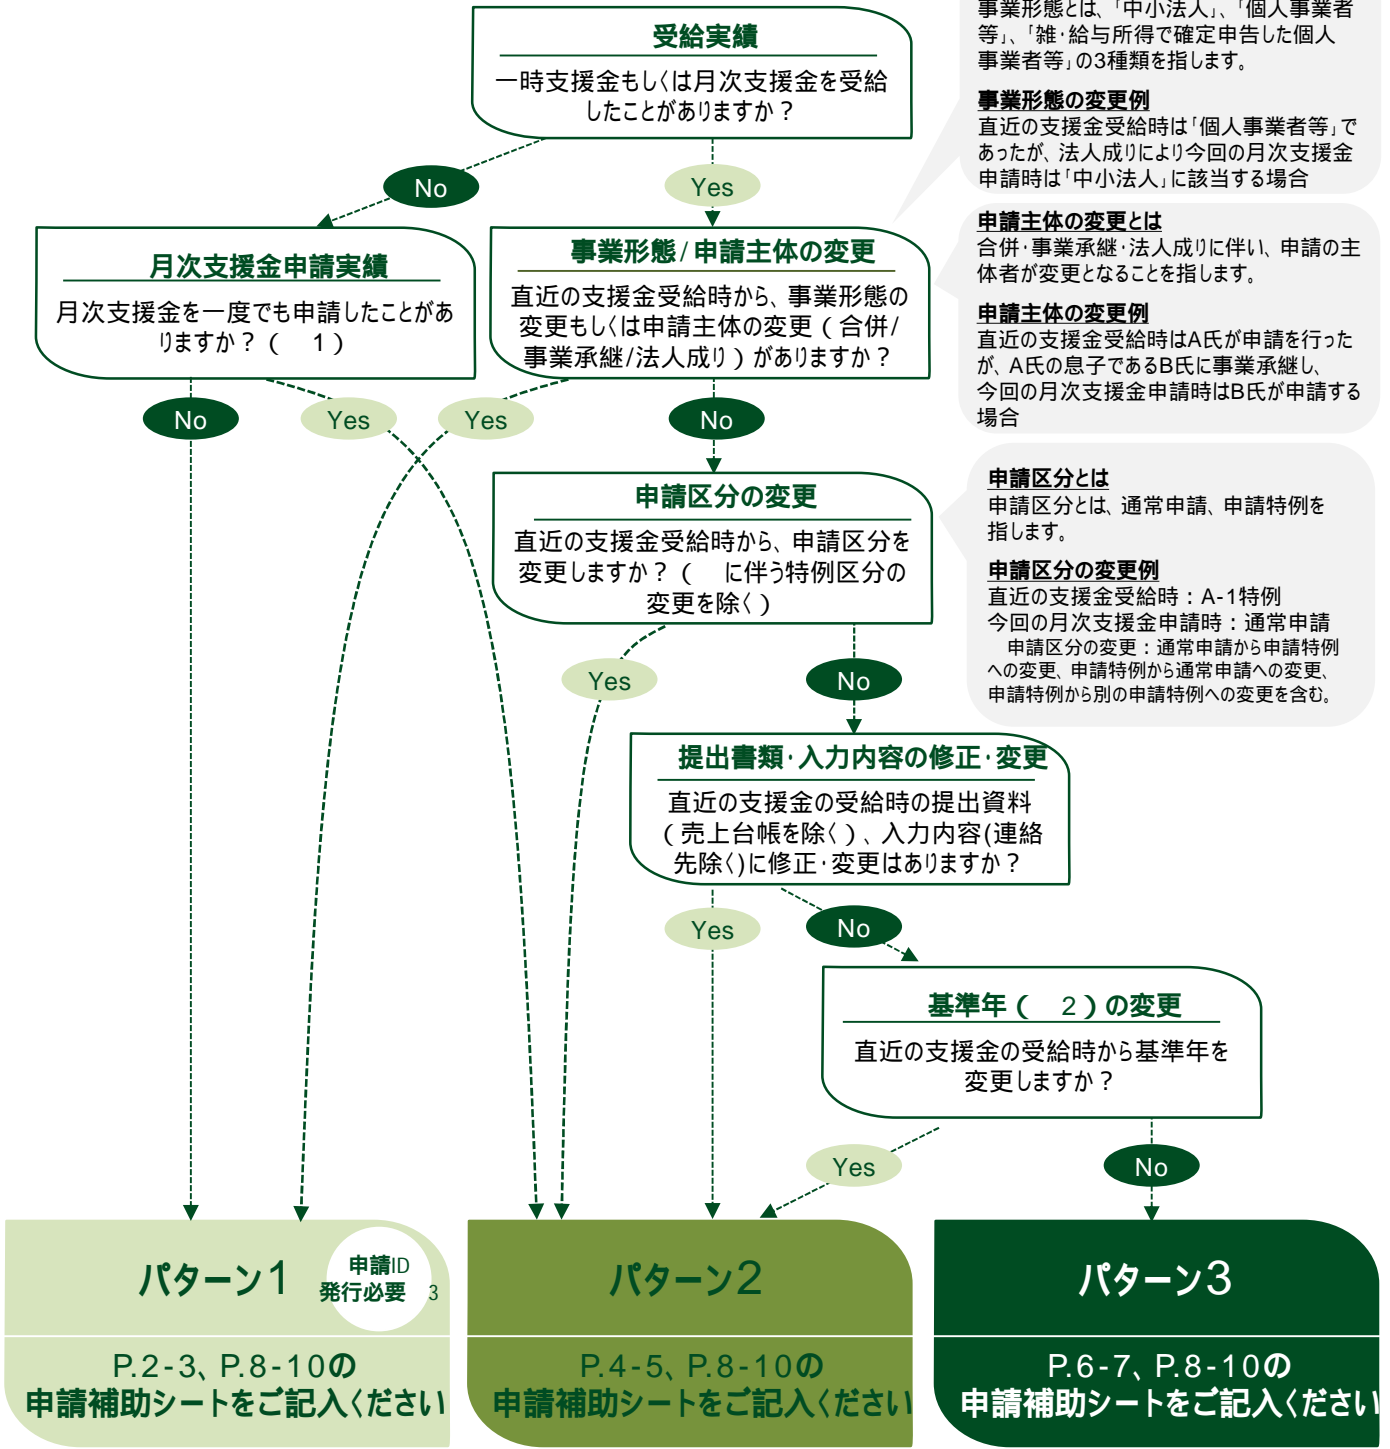 受給実績
一時支援金もしくは月次支援金を受給
したことがありますか？
事業形態とは、「中小法人」、「個人事業者
等」、「雑・給与所得で確定申告した個人
事業者等」の3種類を指します。
事業形態の変更例
直近の支援金受給時は「個人事業者等」で
あったが、法人成りにより今回の月次支援金
申請時は「中小法人」に該当する場合
No
Yes
月次支援金申請実績
月次支援金を一度でも申請したことがあ
りますか？（　1）
事業形態/申請主体の変更
直近の支援金受給時から、事業形態の
変更もしくは申請主体の変更（合併/
事業承継/法人成り）がありますか？
申請主体の変更とは
合併・事業承継・法人成りに伴い、申請の主
体者が変更となることを指します。
申請主体の変更例
直近の支援金受給時はA氏が申請を行った
が、A氏の息子であるB氏に事業承継し、
今回の月次支援金申請時はB氏が申請する
場合
No
Yes
Yes
No
申請区分の変更
直近の支援金受給時から、申請区分を
変更しますか？（　に伴う特例区分の
変更を除く）
申請区分とは
申請区分とは、通常申請、申請特例を
指します。
申請区分の変更例
直近の支援金受給時：A-1特例
今回の月次支援金申請時：通常申請
申請区分の変更：通常申請から申請特例
への変更、申請特例から通常申請への変更、
申請特例から別の申請特例への変更を含む。
Yes
No
提出書類・入力内容の修正・変更
直近の支援金の受給時の提出資料
（売上台帳を除く）、入力内容(連絡
先除く)に修正・変更はありますか？
Yes
No
基準年（　2）の変更
直近の支援金の受給時から基準年を
変更しますか？
Yes
No
パターン1
申請ID
発行必要　3
P.2-3、P.8-10の
申請補助シートをご記入ください
パターン2
P.4-5、P.8-10の
申請補助シートをご記入ください
パターン3
P.6-7、P.8-10の
申請補助シートをご記入ください